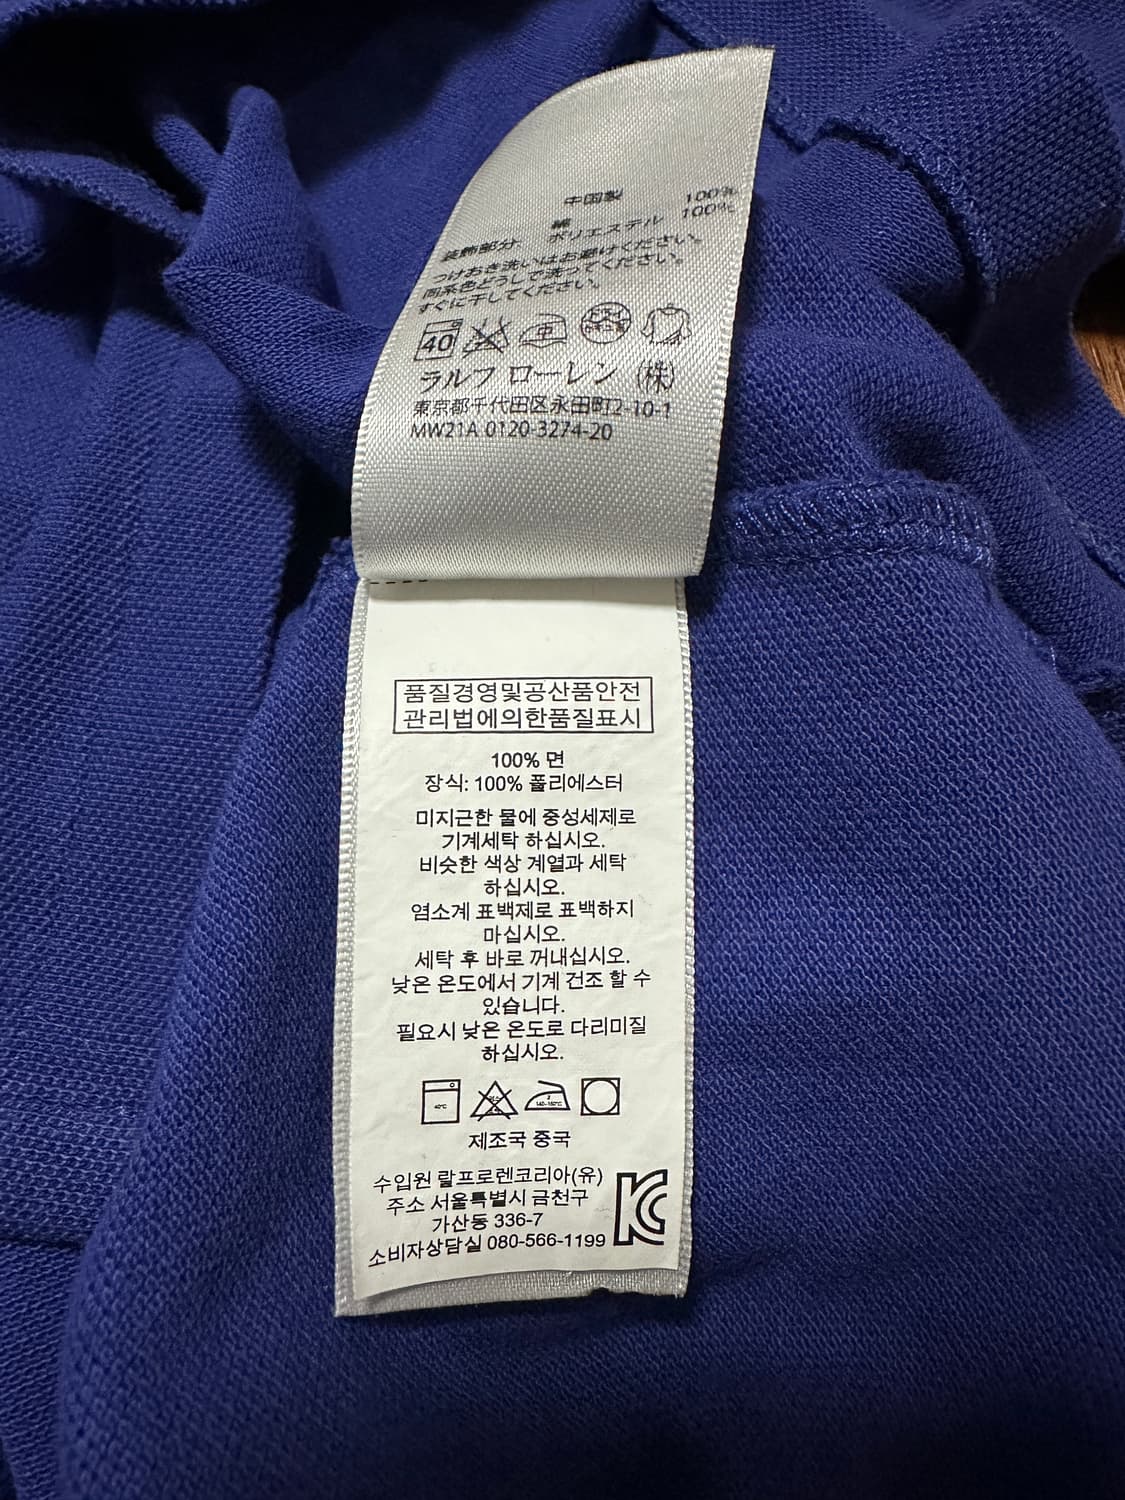 中国製
綿 100%
装飾部分 ポリエステル 100%
つけおき洗いはお避けください。
同系色どうしで洗ってください。
すぐに干してください。
40
ラルフ ローレン (株)
東京都千代田区永田町2-10-1
MW21A 0120-3274-20
품질경영및공산품안전
관리법에의한품질표시
100% 면
장식: 100% 폴리에스터
미지근한 물에 중성세제로
기계세탁 하십시오.
비슷한 색상 계열과 세탁
하십시오.
염소계 표백제로 표백하지
마십시오.
세탁 후 바로 꺼내십시오.
낮은 온도에서 기계 건조 할 수
있습니다.
필요시 낮은 온도로 다리미질
하십시오.
40°C
140-160°C
제조국 중국
수입원 랄프로렌코리아(유)
주소 서울특별시 금천구
가산동 336-7
소비자상담실 080-566-1199